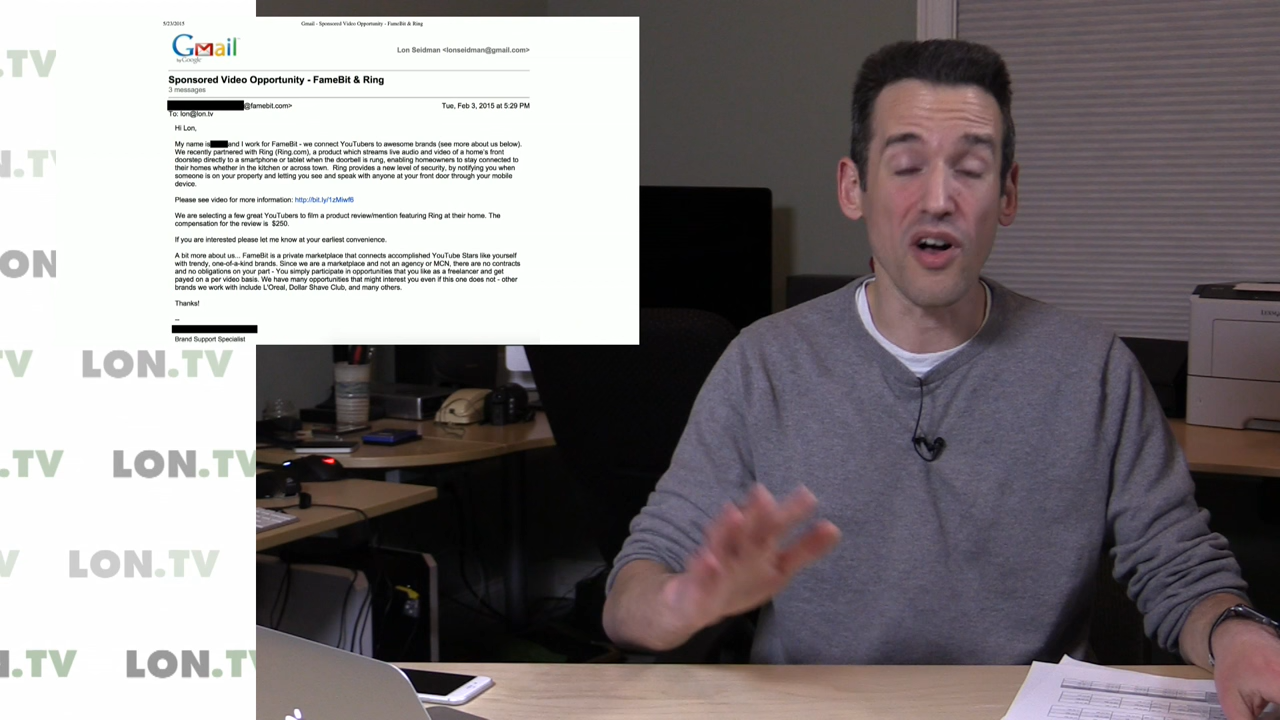 5/23/2015
Gmail - Sponsored Video Opportunity - FameBit & Ring
Gmail
by Google
Lon Seidman <lonseidman@gmail.com>
Sponsored Video Opportunity - FameBit & Ring
3 messages
@famebit.com>
Tue, Feb 3, 2015 at 5:29 PM
To: lon@lon.tv
Hi Lon,
My name is and I work for FameBit - we connect YouTubers to awesome brands (see more about us below).
We recently partnered with Ring (Ring.com), a product which streams live audio and video of a home's front
doorstep directly to a smartphone or tablet when the doorbell is rung, enabling homeowners to stay connected to
their homes whether in the kitchen or across town. Ring provides a new level of security, by notifying you when
someone is on your property and letting you see and speak with anyone at your front door through your mobile
device.
Please see video for more information: http://bit.ly/1zMiwf6
We are selecting a few great YouTubers to film a product review/mention featuring Ring at their home. The
compensation for the review is $250.
If you are interested please let me know at your earliest convenience.
A bit more about us... FameBit is a private marketplace that connects accomplished YouTube Stars like yourself
with trendy, one-of-a-kind brands. Since we are a marketplace and not an agency or MCN, there are no contracts
and no obligations on your part - You simply participate in opportunities that you like as a freelancer and get
payed on a per video basis. We have many opportunities that might interest you even if this one does not - other
brands we work with include L'Oreal, Dollar Shave Club, and many others.
Thanks!
--
Brand Support Specialist
.TV
N.T
ON
TV LON.TV
.TV LON.TV
V LON.TV
N.TV LON.TV